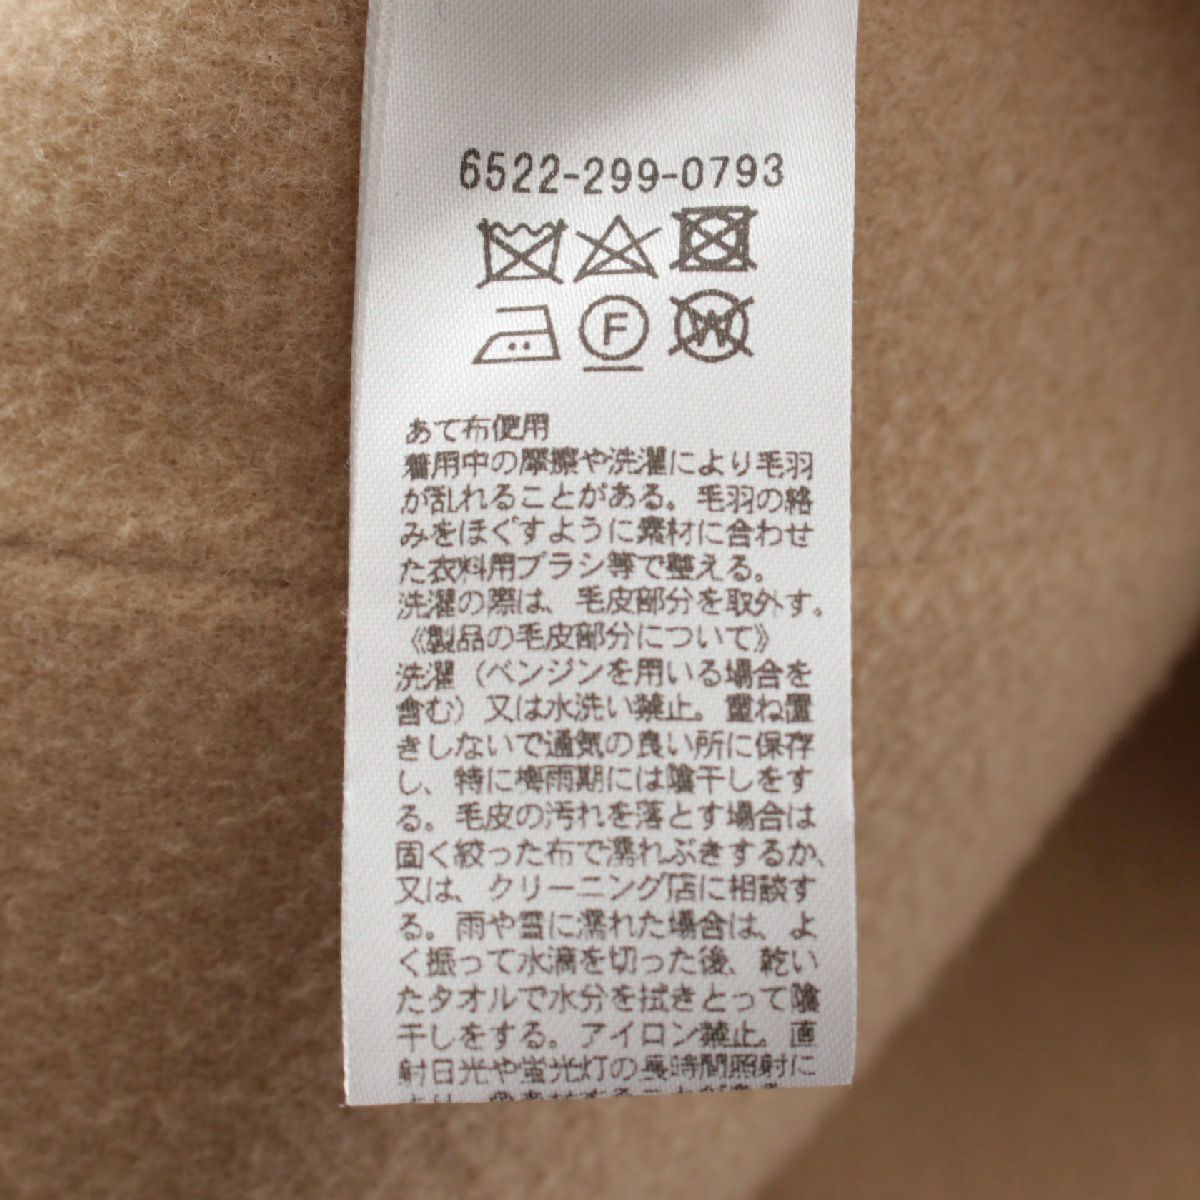 6522-299-0793
F
W
あて布使用
着用中の摩擦や洗濯により毛羽
が乱れることがある。毛羽の絡
みをほぐすように素材に合わせ
た衣料用ブラシ等で整える。
洗濯の際は、毛皮部分を取外す。
《製品の毛皮部分について》
洗濯（ベンジンを用いる場合を
含む）又は水洗い禁止。重ね置
きしないで通気の良い所に保存
し、特に梅雨期には陰干しをす
る。毛皮の汚れを落とす場合は
固く絞った布で濡れぶきするか、
又は、クリーニング店に相談す
る。雨や雪に濡れた場合は、よ
く振って水滴を切った後、乾い
たタオルで水分を拭きとって陰
干しをする。アイロン禁止。直
射日光や蛍光灯の長時間照射に